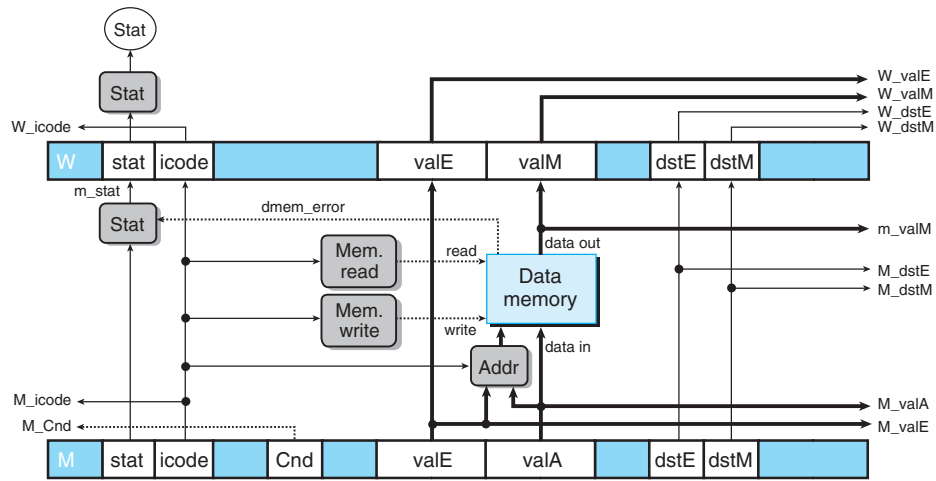 Stat
Stat
W_valE
W_valM
W_dstE
W_dstM
W_icode
W stat icode valE valM dstE dstM
m_stat
Stat
dmem_error
m_valM
data out
Mem.
read
read
Data
memory
M_dstE
M_dstM
Mem.
write
write
data in
Addr
M_icode
M_valA
M_Cnd
M_valE
M stat icode Cnd valE valA dstE dstM